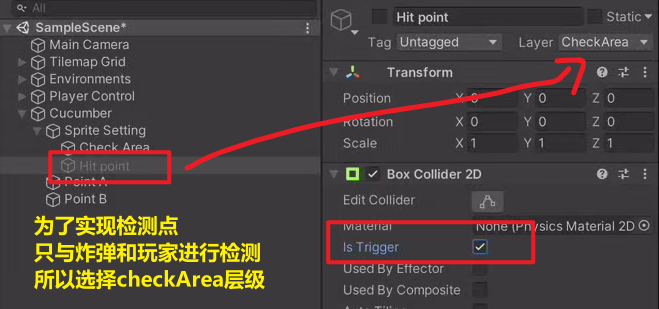 All
SampleScene*
Main Camera
Tilemap Grid
Environments
Player Control
Cucumber
Sprite Setting
Check Area
Hit point
Point A
Point B
为了实现检测点
只与炸弹和玩家进行检测
所以选择checkArea层级
Hit point
Static
Tag Untagged Layer CheckArea
Transform
Position X 0 Y 0 Z 0
Rotation X 0 Y 0 Z 0
Scale X 1 Y 1 Z 1
Box Collider 2D
Edit Collider
Material None (Physics Material 2D
Is Trigger
Used By Effector
Used By Composite
Auto Tiling